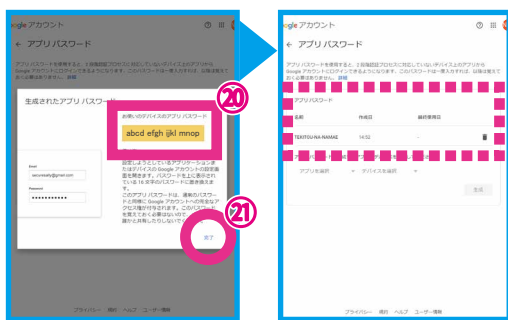 ogle アカウント
← アプリ パスワード
アプリ パスワードを使用すると、2 段階認証プロセスに対応していないデバイス上のアプリから
Google アカウントにログインできるようになります。このパスワードは一度入力すれば、以降は覚えて
おく必要はありません。詳細
生成されたアプリ パスワード
お使いのデバイスのアプリ パスワード
⑳
abcd efgh ijkl mnop
設定しようとしているアプリケーションま
たはデバイスの Google アカウントの設定画
面を開きます。パスワードを上に表示され
ている 16 文字のパスワードに置き換えま
す。
このアプリ パスワードは、通常のパスワー
ドと同様に Google アカウントへの完全なア
クセス権が付与されます。このパスワード
を覚えておく必要はないので、
誰かと共有したりしないで
Email
securesally@gmail.com
Password
•••••••••••
㉑
完了
プライバシー 規約 ヘルプ ユーザー情報
ogle アカウント
← アプリ パスワード
アプリ パスワードを使用すると、2 段階認証プロセスに対応していないデバイス上のアプリから
Google アカウントにログインできるようになります。このパスワードは一度入力すれば、以降は覚えて
おく必要はありません。詳細
アプリ パスワード
名前 作成日 最終使用日
TEKITOU NA NAMAE 14:52 -
アプリを選択 デバイスを選択
生成
プライバシー 規約 ヘルプ ユーザー情報